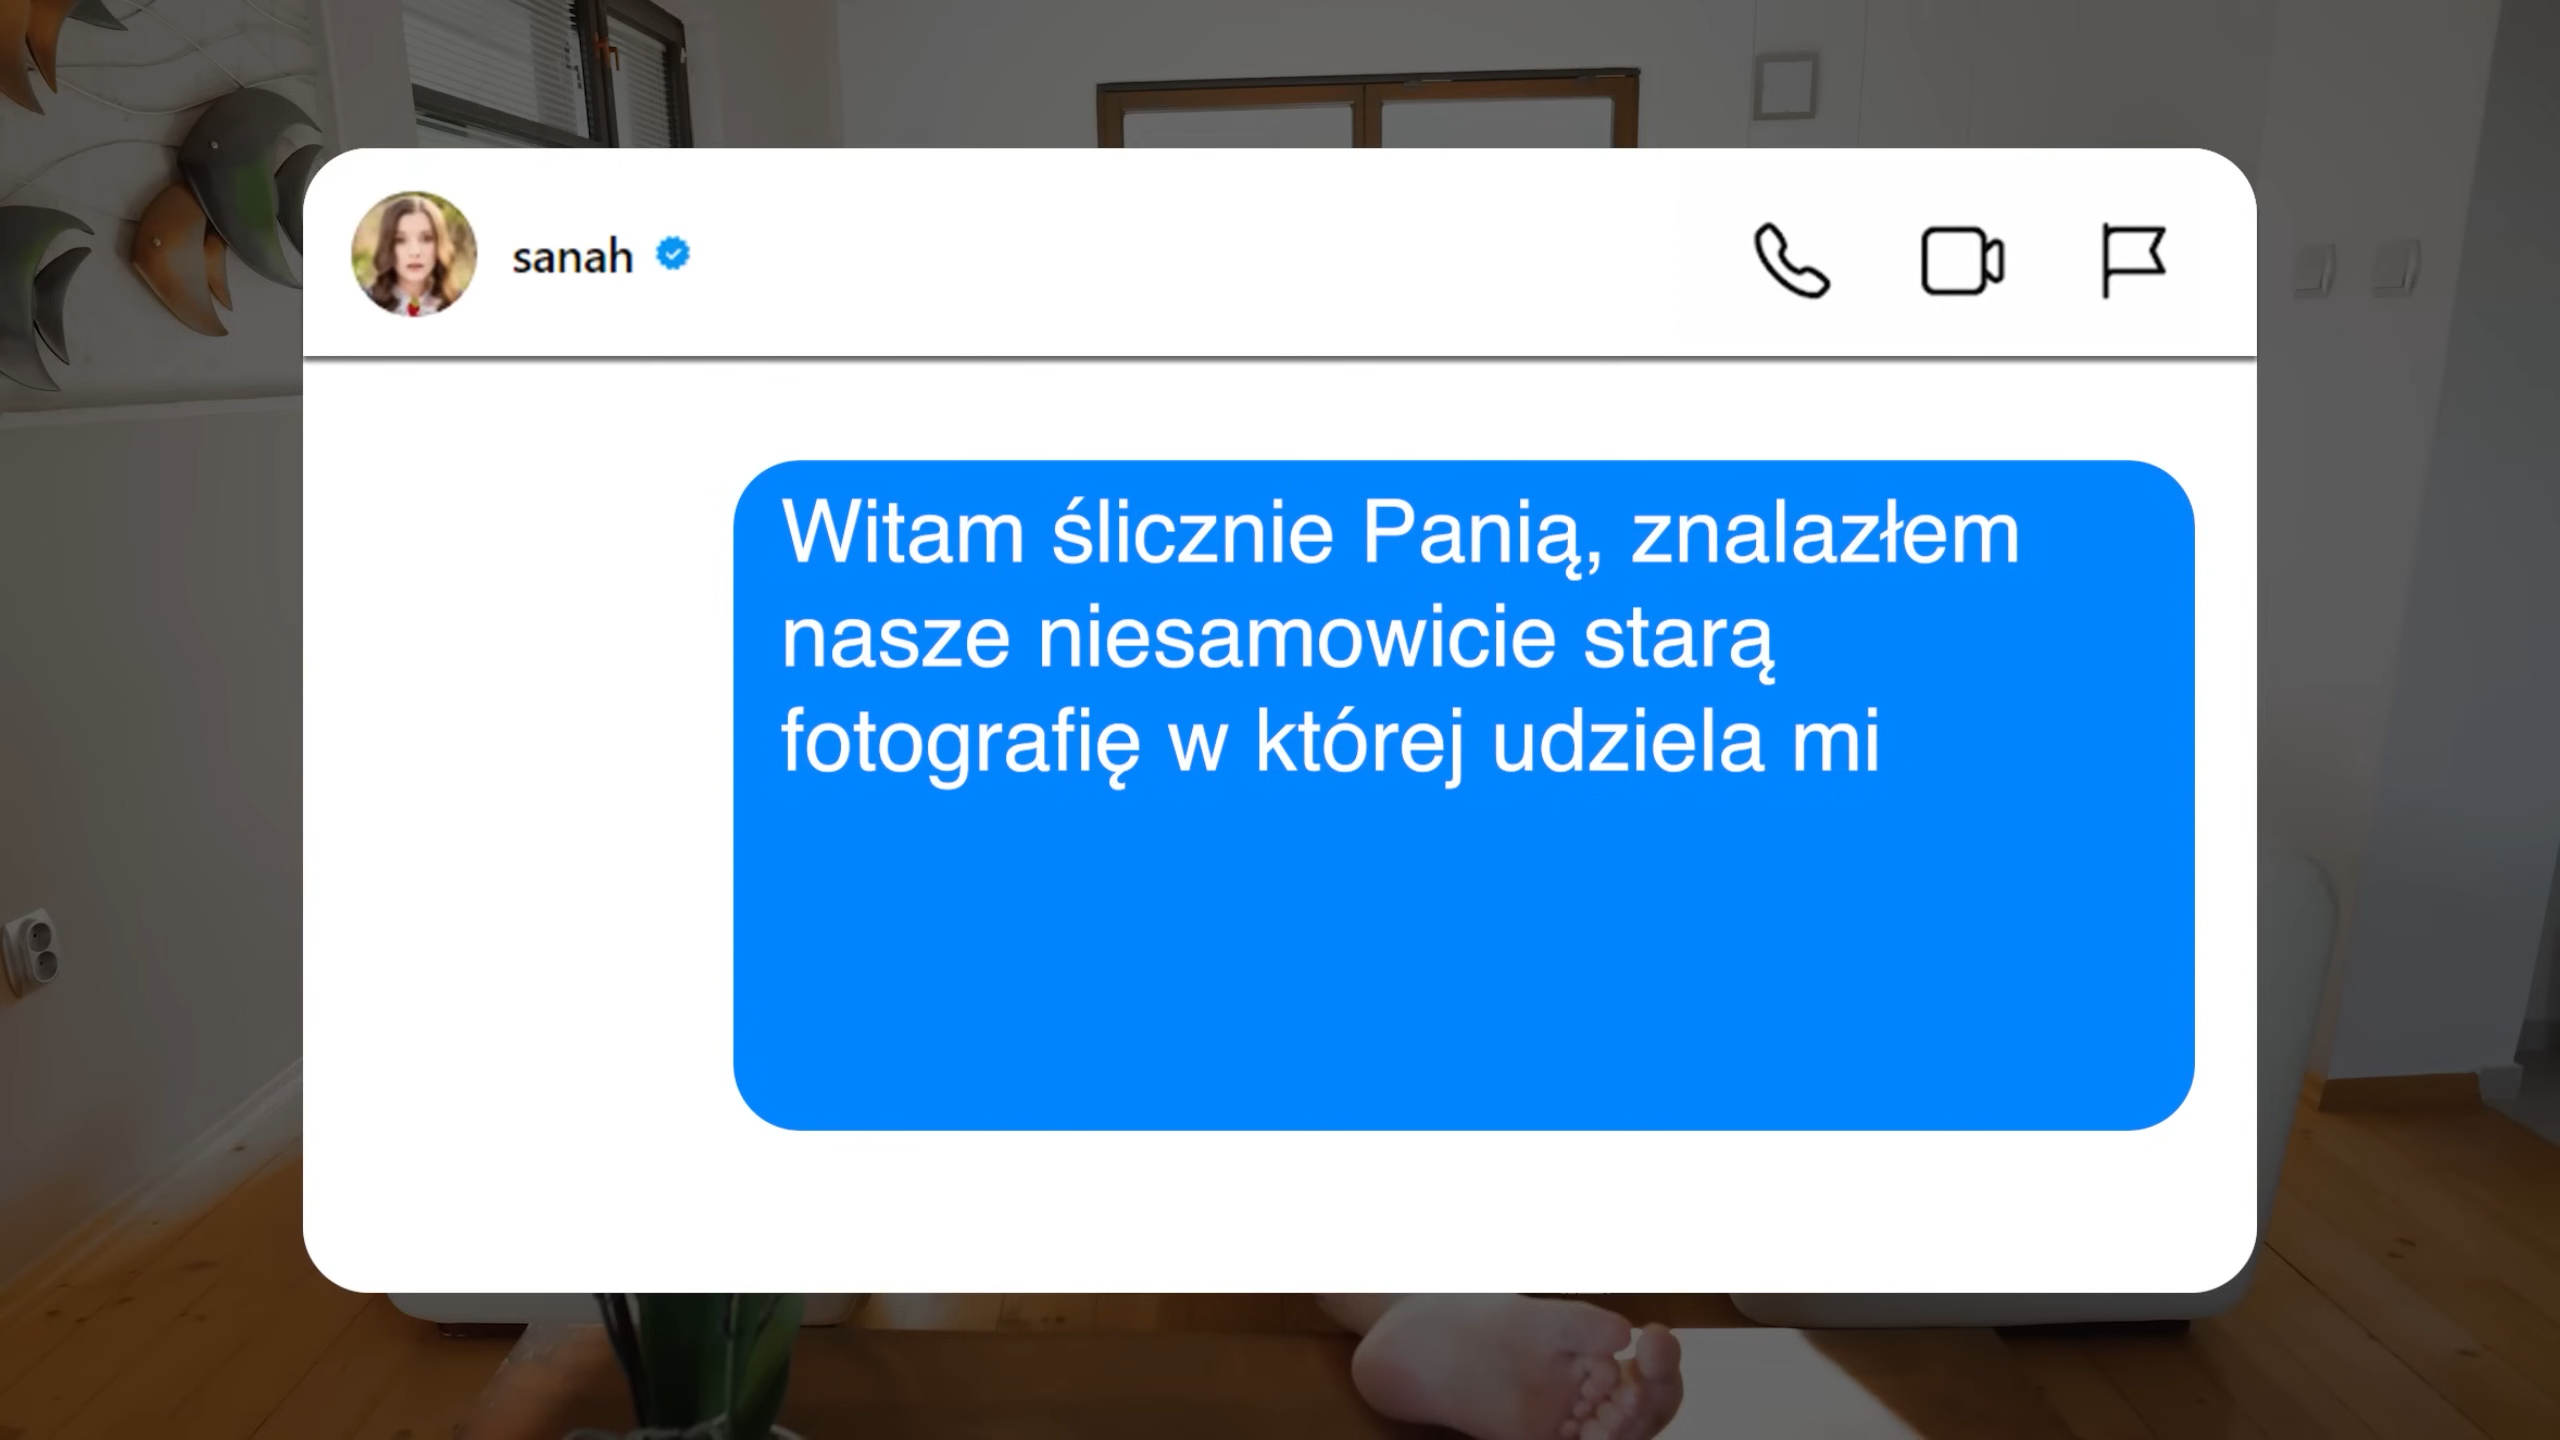 sanah
Witam ślicznie Panią, znalazłem
nasze niesamowicie starą
fotografię w której udziela mi